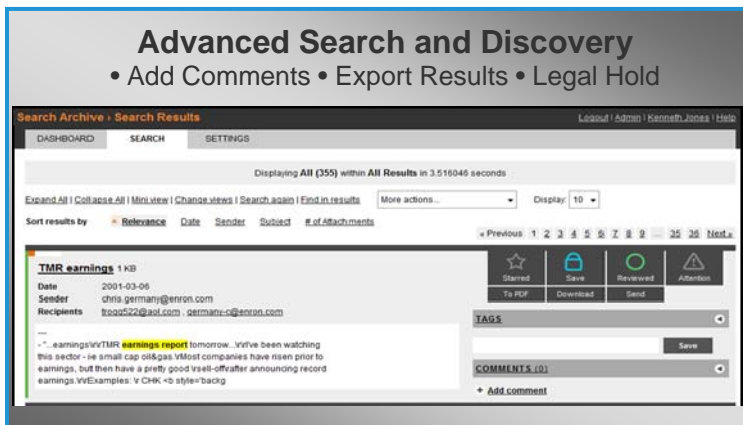 Advanced Search and Discovery
• Add Comments • Export Results • Legal Hold
Search Archive › Search Results
Logout | Admin | Kenneth Jones | Help
DASHBOARD SEARCH SETTINGS
Displaying All (355) within All Results in 3.516046 seconds
Expand All | Collapse All | Mini view | Change views | Search again | Find in results More actions... Display: 10
Sort results by Relevance Date Sender Subject # of Attachments
« Previous 1 2 3 4 5 6 7 8 9 ... 35 36 Next »
TMR earnings 1 KB
Starred Save Reviewed Attention
To PDF Download Send
Date 2001-03-06
Sender chris.germany@enron.com
Recipients frogg522@aol.com , germany-c@enron.com
TAGS
Save
COMMENTS (0)
+ Add comment
---
- "...earnings\r\rTMR earnings report tomorrow...\r\rI've been watching
this sector - ie small cap oil&gas.\rMost companies have risen prior to
earnings, but then have a pretty good \rsell-off\rafter announcing record
earnings.\r\rExamples: \r CHK <b style='backg